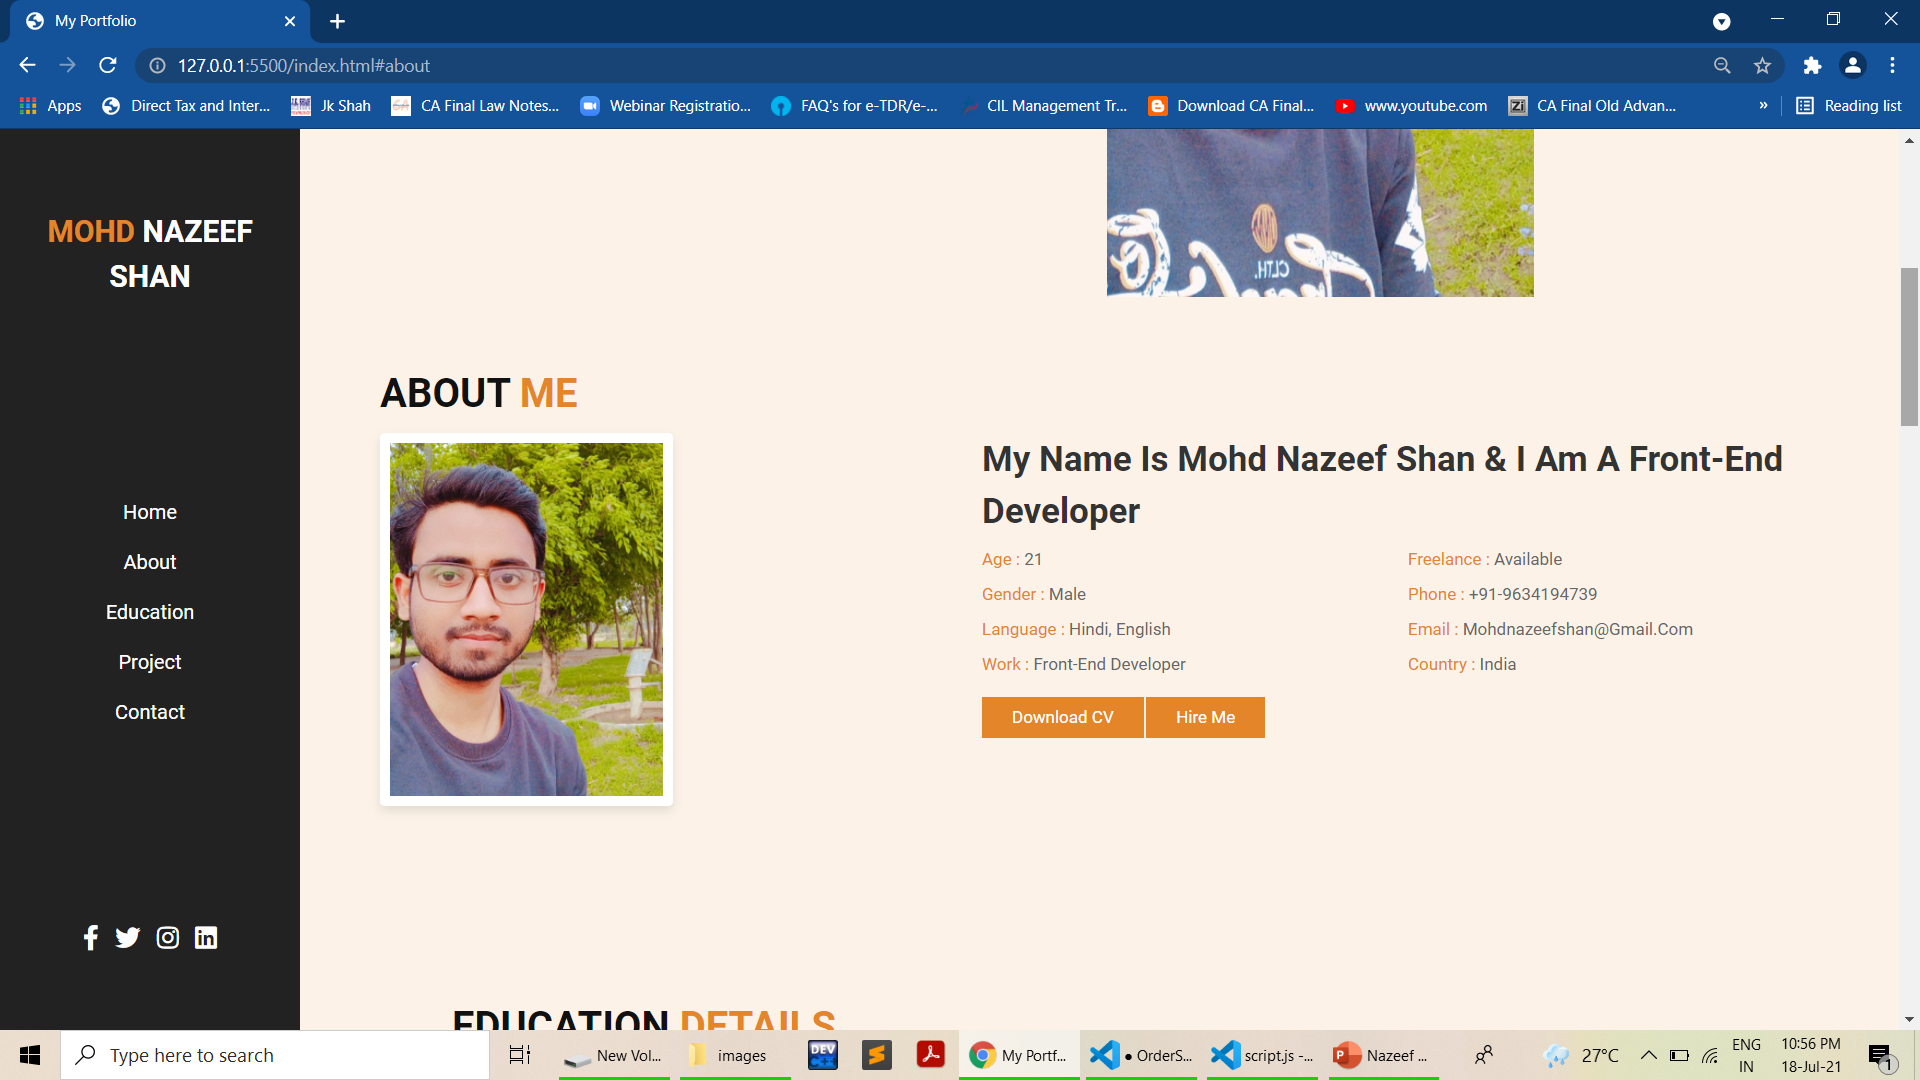 My Portfolio
127.0.0.1:5500/index.html#about
Apps
Direct Tax and Inter...
Jk Shah
CA Final Law Notes...
Webinar Registratio...
FAQ's for e-TDR/e-...
CIL Management Tr...
Download CA Final...
www.youtube.com
CA Final Old Advan...
»
Reading list
MOHD NAZEEF
SHAN
Home
About
Education
Project
Contact
CLTH.
ABOUT ME
My Name Is Mohd Nazeef Shan & I Am A Front-End
Developer
Age : 21
Freelance : Available
Gender : Male
Phone : +91-9634194739
Language : Hindi, English
Email : Mohdnazeefshan@Gmail.Com
Work : Front-End Developer
Country : India
Download CV
Hire Me
EDUCATION DETAILS
Type here to search
New Vol...
images
DEV
C++
My Portf...
● OrderS...
script.js -...
Nazeef ...
27°C
ENG
IN
10:56 PM
18-Jul-21
1